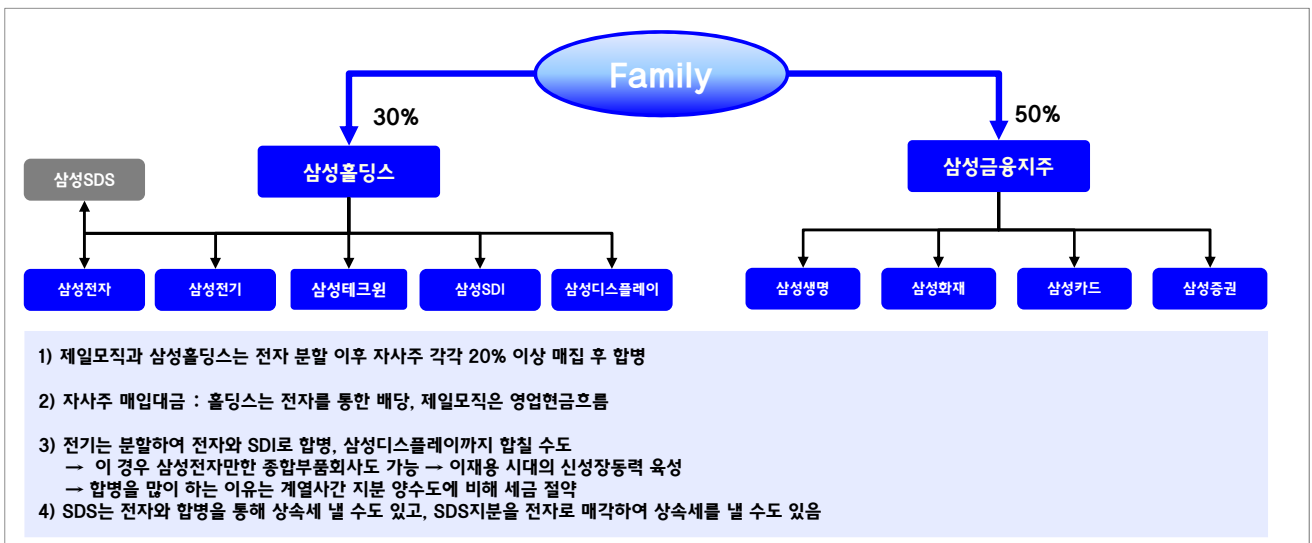 Family
30%
50%
삼성SDS
삼성홀딩스
삼성금융지주
삼성전자
삼성전기
삼성테크윈
삼성SDI
삼성디스플레이
삼성생명
삼성화재
삼성카드
삼성증권
1) 제일모직과 삼성홀딩스는 전자 분할 이후 자사주 각각 20% 이상 매집 후 합병
2) 자사주 매입대금 : 홀딩스는 전자를 통한 배당, 제일모직은 영업현금흐름
3) 전기는 분할하여 전자와 SDI로 합병, 삼성디스플레이까지 합칠 수도
→ 이 경우 삼성전자만한 종합부품회사도 가능 → 이재용 시대의 신성장동력 육성
→ 합병을 많이 하는 이유는 계열사간 지분 양수도에 비해 세금 절약
4) SDS는 전자와 합병을 통해 상속세 낼 수도 있고, SDS지분을 전자로 매각하여 상속세를 낼 수도 있음